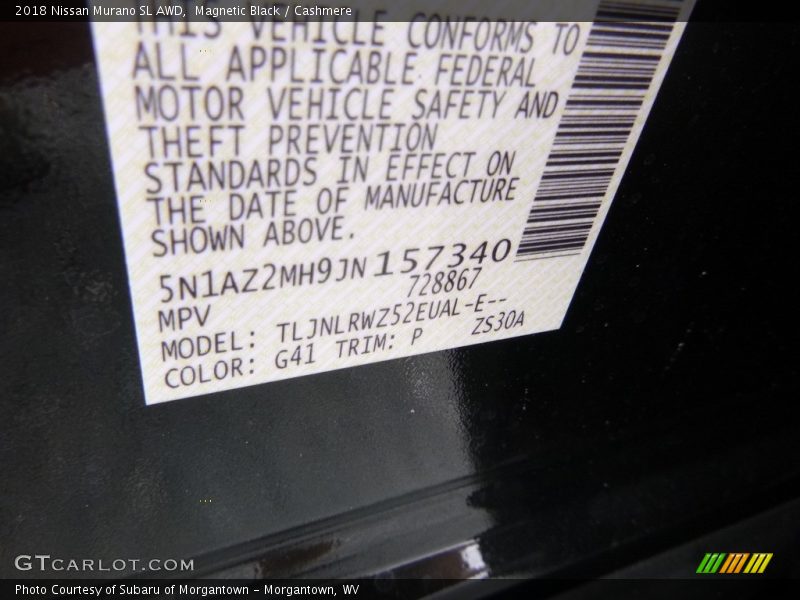 2018 Nissan Murano SL AWD,  Magnetic Black / Cashmere
THIS VEHICLE CONFORMS TO
ALL APPLICABLE FEDERAL
MOTOR VEHICLE SAFETY AND
THEFT PREVENTION
STANDARDS IN EFFECT ON
THE DATE OF MANUFACTURE
SHOWN ABOVE.
5N1AZ2MH9JN157340
728867
MPV
MODEL: TLJNLRWZ52EUAL-E--
COLOR: G41 TRIM: P ZS30A
GTCARLOT.COM
Photo Courtesy of Subaru of Morgantown - Morgantown, WV